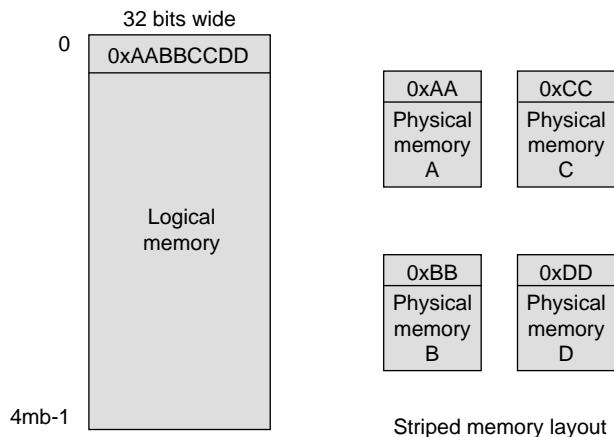 32 bits wide
0
0xAABBCCDD
Logical
memory
4mb-1
0xAA
Physical
memory
A
0xCC
Physical
memory
C
0xBB
Physical
memory
B
0xDD
Physical
memory
D
Striped memory layout